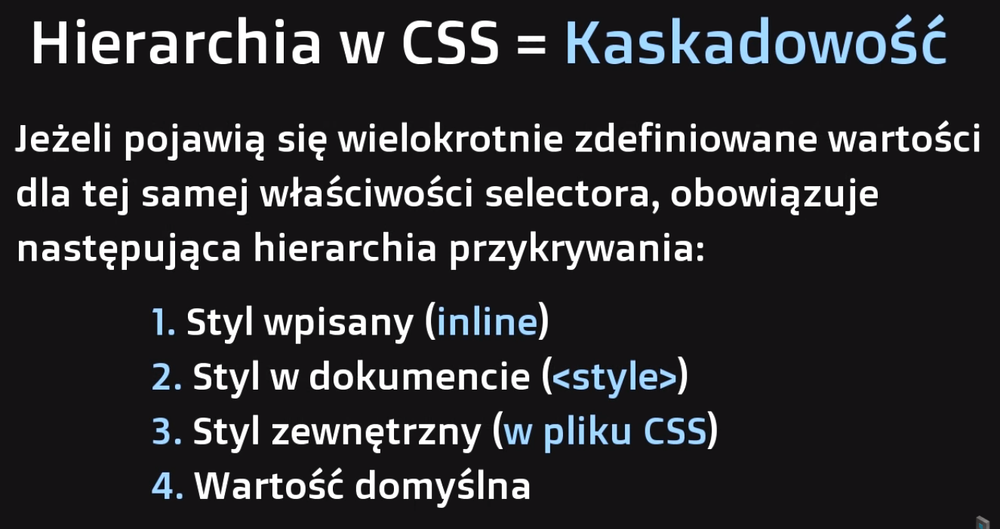 Hierarchia w CSS = Kaskadowość
Jeżeli pojawią się wielokrotnie zdefiniowane wartości
dla tej samej właściwości selectora, obowiązuje
następująca hierarchia przykrywania:
1. Styl wpisany (inline)
2. Styl w dokumencie (<style>)
3. Styl zewnętrzny (w pliku CSS)
4. Wartość domyślna